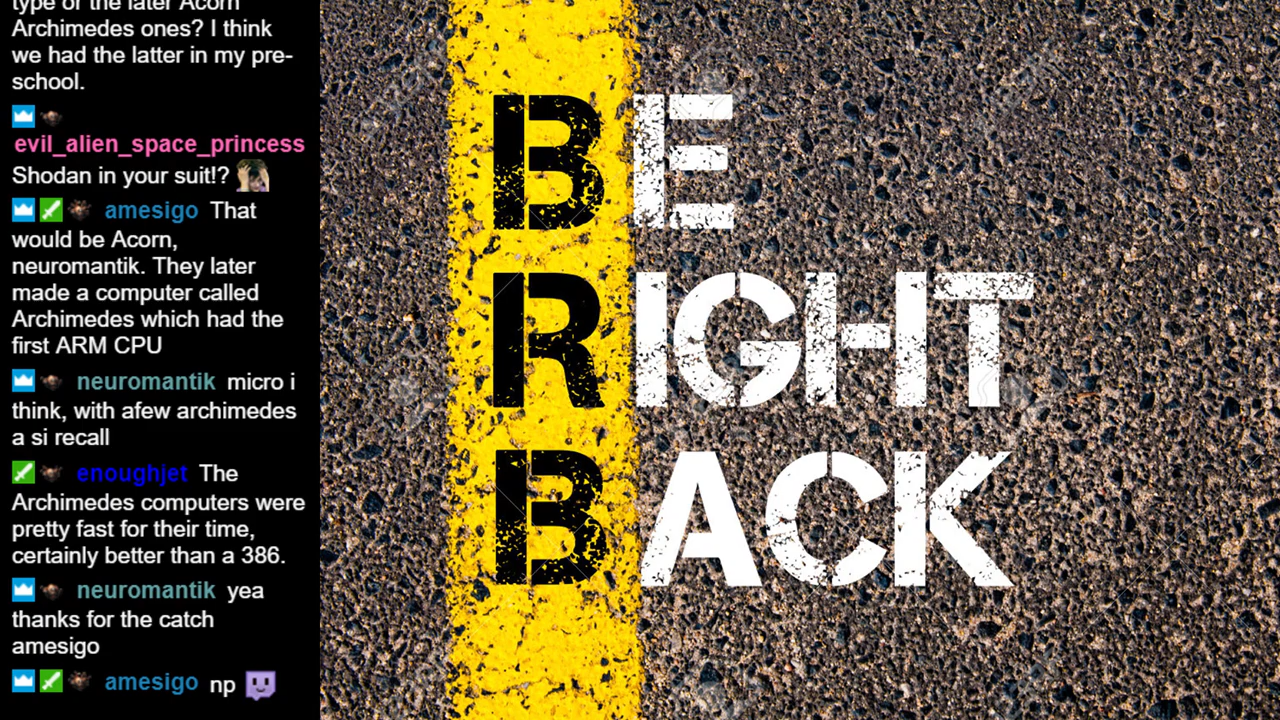 type or the later Acorn
Archimedes ones? I think
we had the latter in my pre-
school.
evil_alien_space_princess
Shodan in your suit!?
amesigo That
would be Acorn,
neuromantik. They later
made a computer called
Archimedes which had the
first ARM CPU
neuromantik micro i
think, with afew archimedes
a si recall
enoughjet The
Archimedes computers were
pretty fast for their time,
certainly better than a 386.
neuromantik yea
thanks for the catch
amesigo
amesigo np
BE
RIGHT
BACK